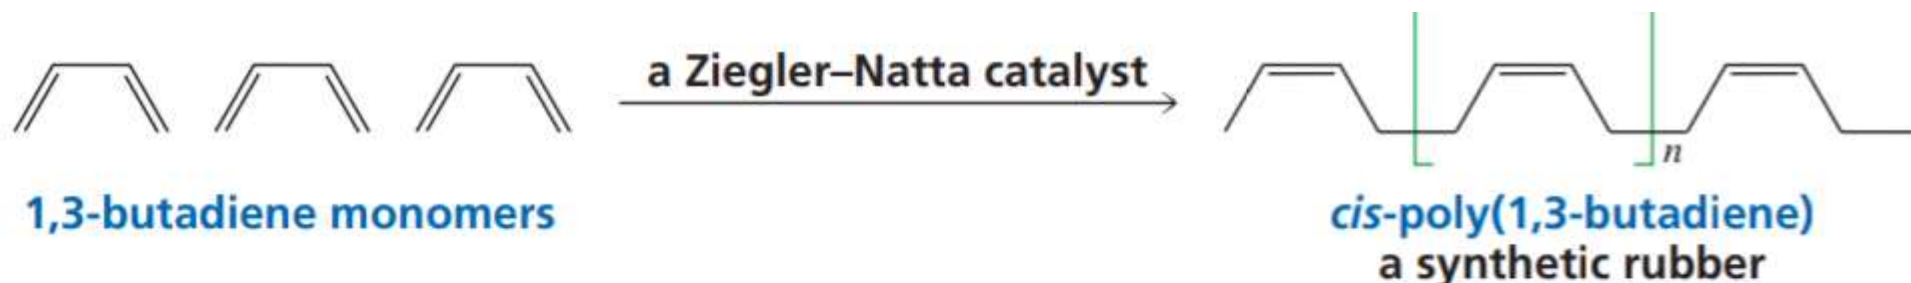 a Ziegler–Natta catalyst
n
1,3-butadiene monomers
cis-poly(1,3-butadiene)
a synthetic rubber